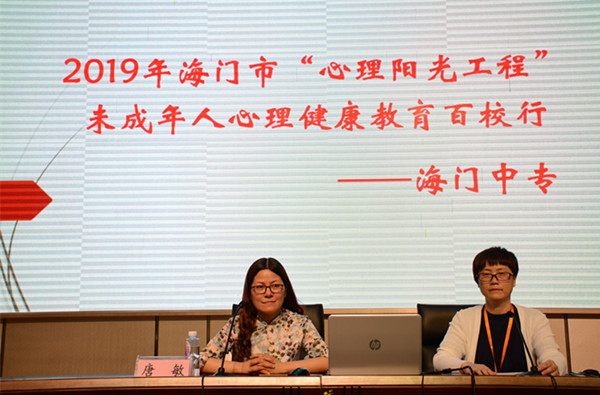 2019年海门市“心理阳光工程”
未成年人心理健康教育百校行
——海门中专
唐 敏
hp